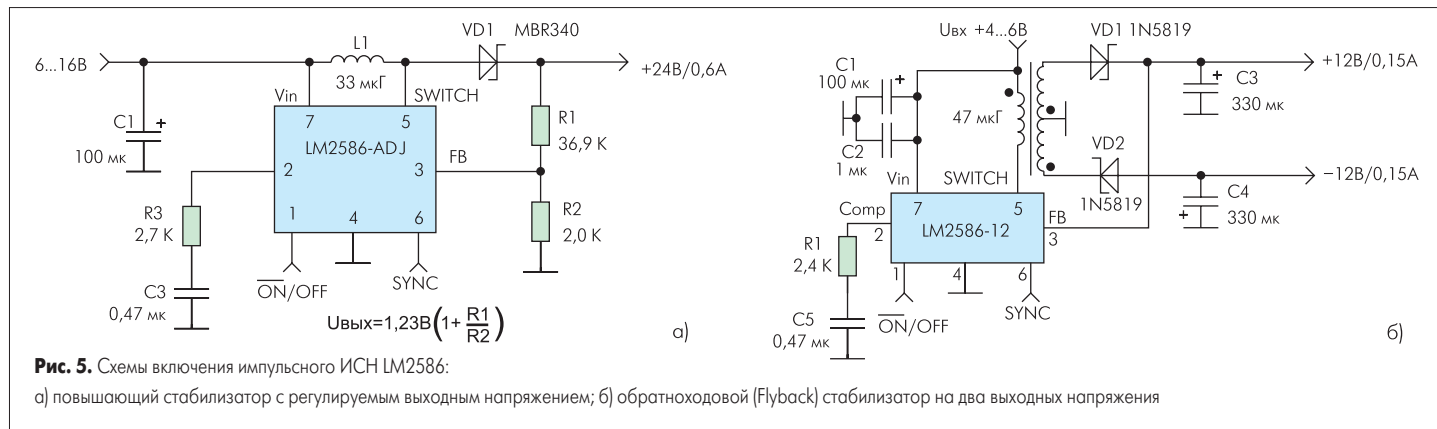 VD1 MBR340
L1
6...16В
33 мкГ
+24В/0,6А
Vin
SWITCH
7
5
C1
+
100 мк
LM2586-ADJ
R1
36,9 K
2
3
FB
R3
2,7 K
1
4
6
R2
2,0 K
C3
0,47 мк
ON/OFF
SYNC
Uвых=1,23В(1+R1/R2)
а)
Uвх +4...6В
VD1 1N5819
C1
100 мк
+
+12В/0,15А
+
C3
330 мк
47 мкГ
C2
1 мк
VD2
1N5819
−12В/0,15А
Vin
SWITCH
C4
+
330 мк
Comp
7
5
FB
2
LM2586-12
3
R1
2,4 K
1
4
6
C5
0,47 мк
ON/OFF
SYNC
б)
Рис. 5. Схемы включения импульсного ИСН LM2586:
а) повышающий стабилизатор с регулируемым выходным напряжением; б) обратноходовой (Flyback) стабилизатор на два выходных напряжения